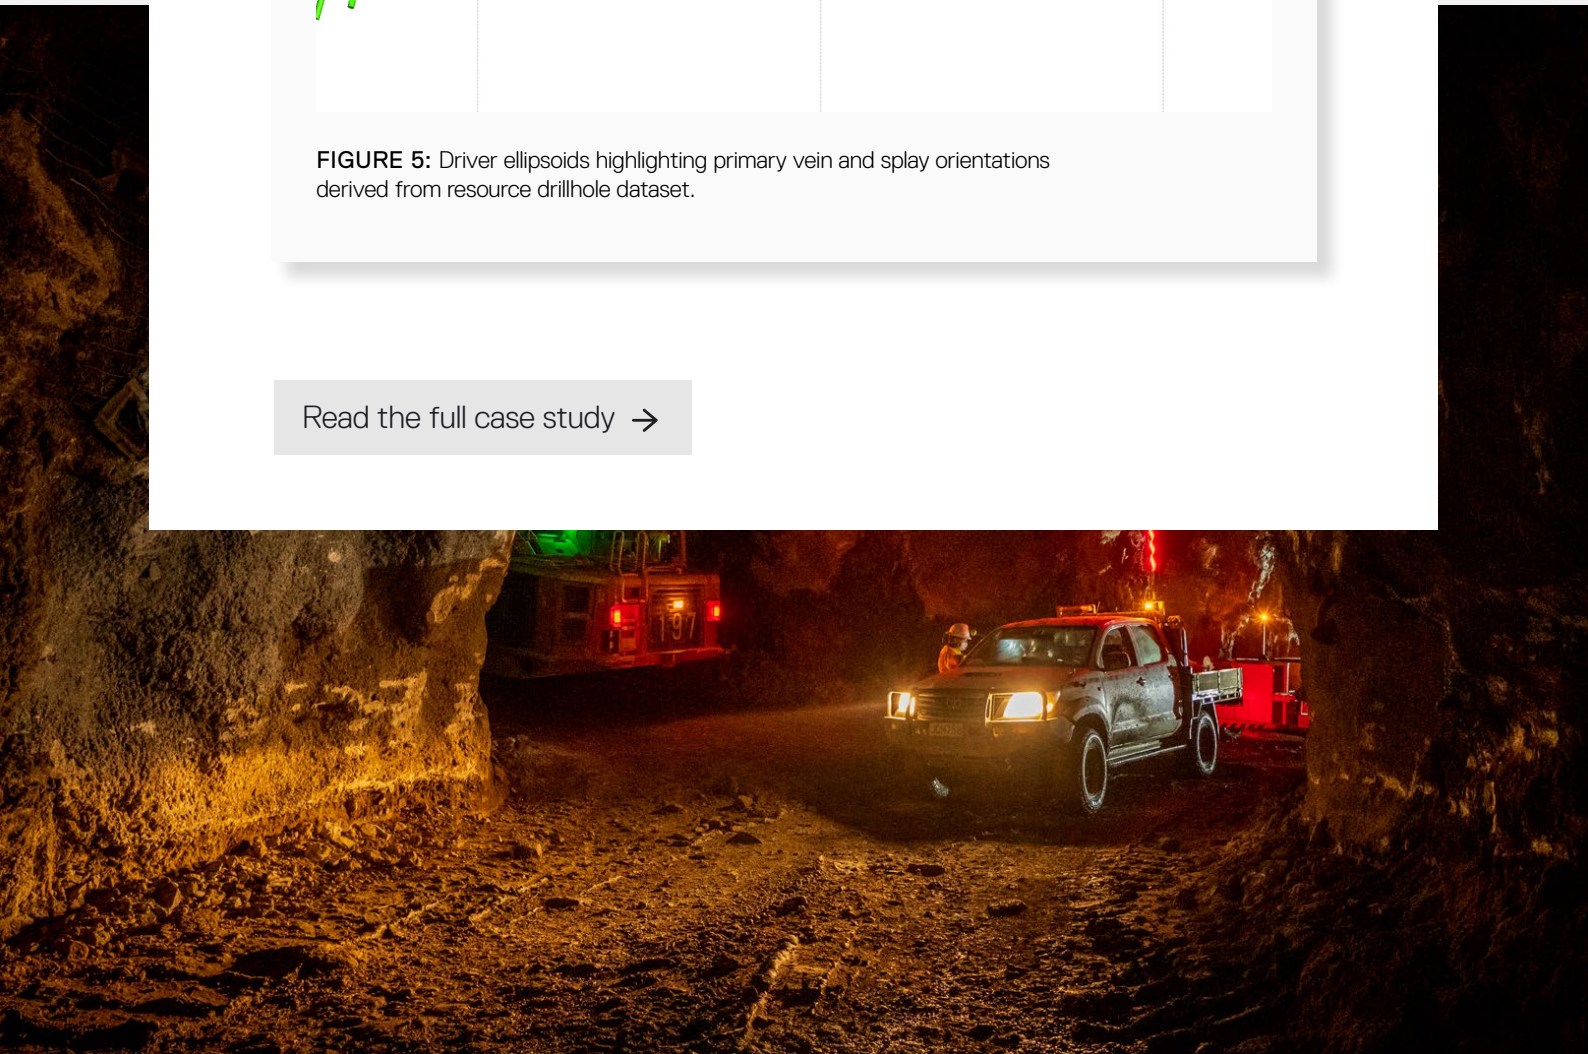 FIGURE 5: Driver ellipsoids highlighting primary vein and splay orientations
derived from resource drillhole dataset.
Read the full case study →
197